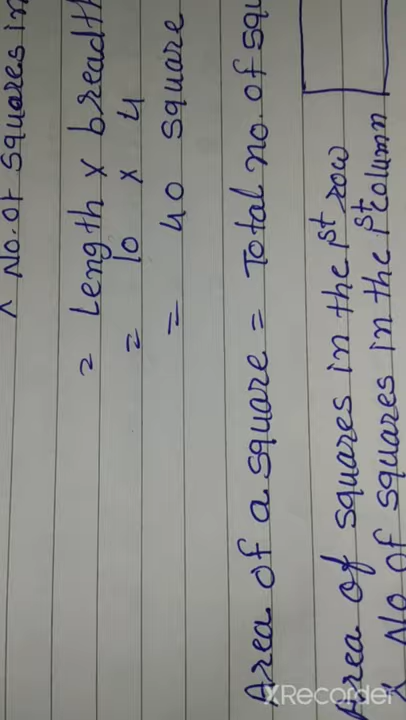 x No. of squares in
= Length x breadth
= 10 x 4
= 40 square
Area of a square = Total no. of squ
Area of squares in the 1st row
x No of squares in the 1st column
XRecorder